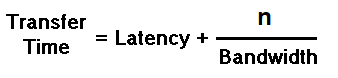 Transfer Time = Latency + n / Bandwidth